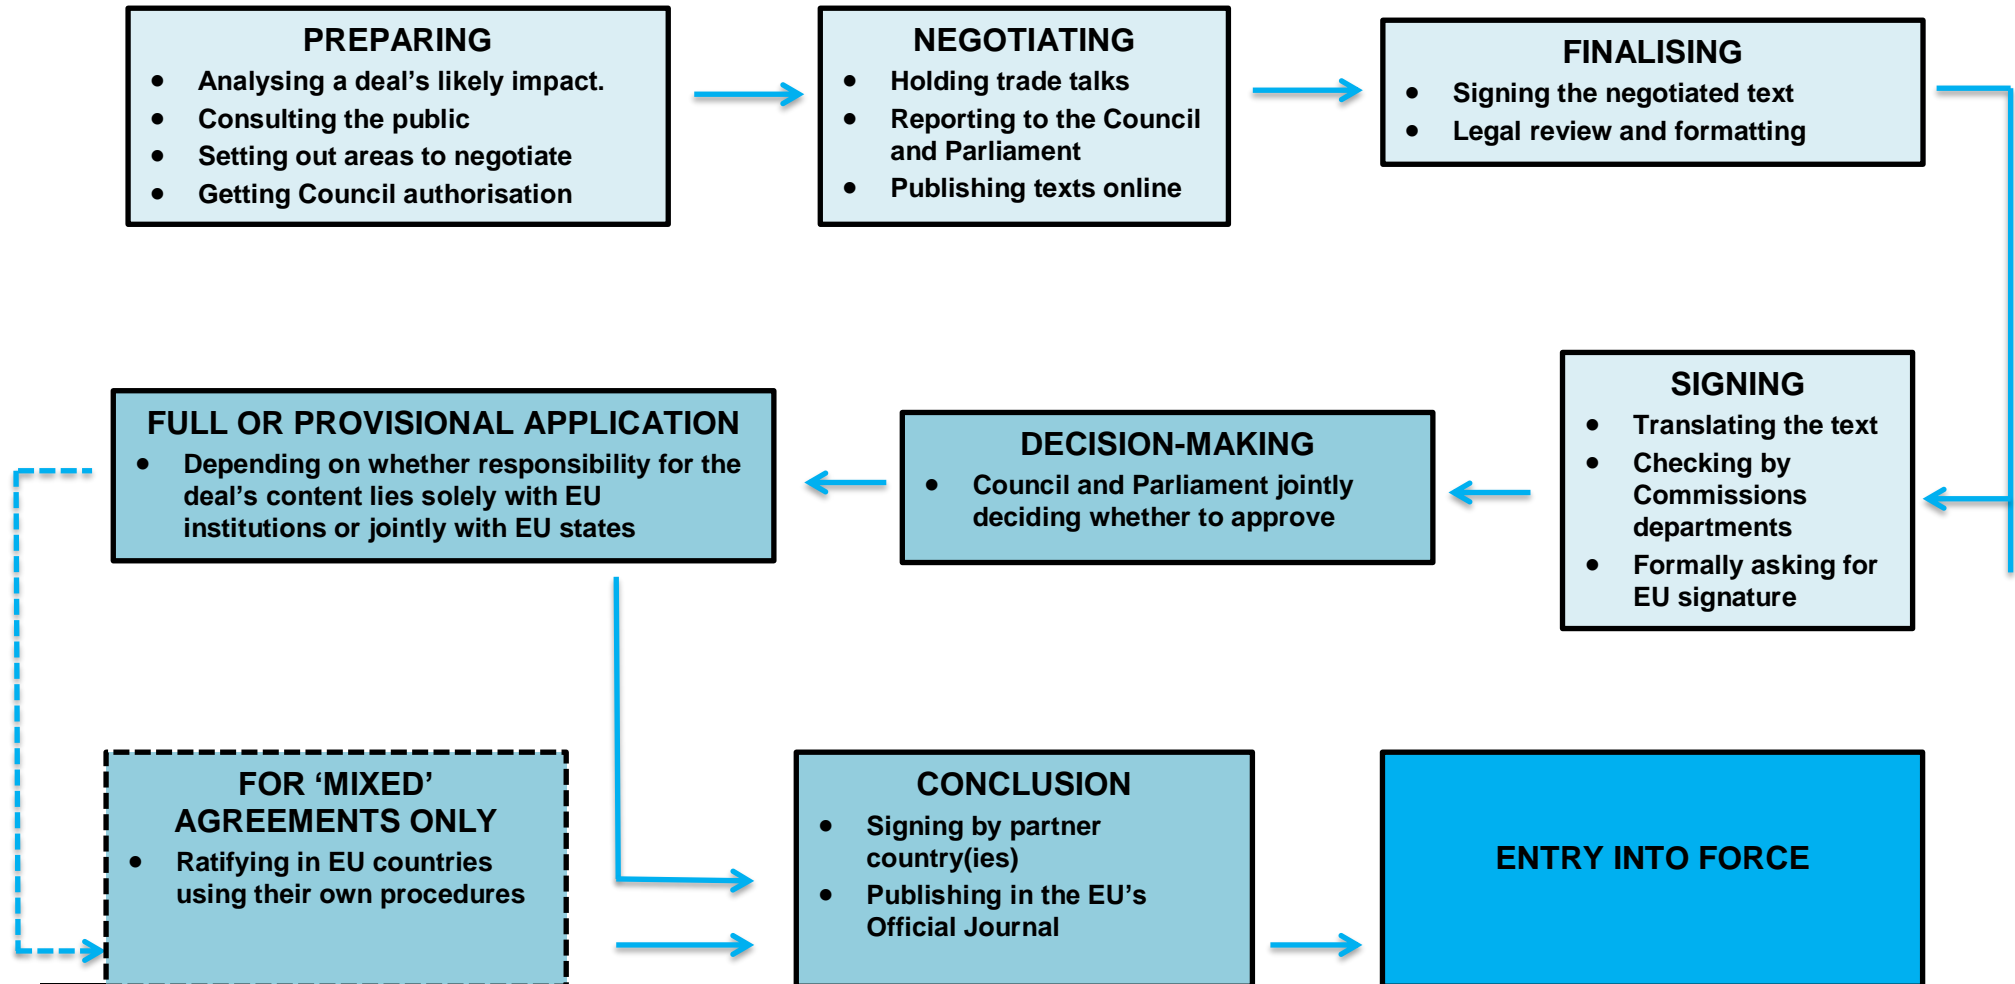 PREPARING
● Analysing a deal's likely impact.
● Consulting the public
● Setting out areas to negotiate
● Getting Council authorisation
NEGOTIATING
● Holding trade talks
● Reporting to the Council
and Parliament
● Publishing texts online
FINALISING
● Signing the negotiated text
● Legal review and formatting
SIGNING
● Translating the text
● Checking by
Commissions
departments
● Formally asking for
EU signature
DECISION-MAKING
● Council and Parliament jointly
deciding whether to approve
FULL OR PROVISIONAL APPLICATION
● Depending on whether responsibility for the
deal’s content lies solely with EU
institutions or jointly with EU states
FOR ‘MIXED’
AGREEMENTS ONLY
● Ratifying in EU countries
using their own procedures
CONCLUSION
● Signing by partner
country(ies)
● Publishing in the EU’s
Official Journal
ENTRY INTO FORCE